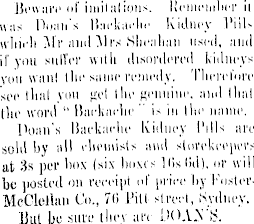 Beware of imitations. Remember it
was Doan's Backache Kidney Pills
which Mr and Mrs Sheahan used, and
if you suffer with disordered kidneys
you want the same remedy. Therefore
see that you get the genuine, and that
the word "Backache" is in the name.
Doan's Backache Kidney Pills are
sold by all chemists and storekeepers
at 3s per box (six boxes 16s 6d), or will
be posted on receipt of price by Foster-
McClellan Co., 76 Pitt street, Sydney.
But be sure they are DOAN'S.